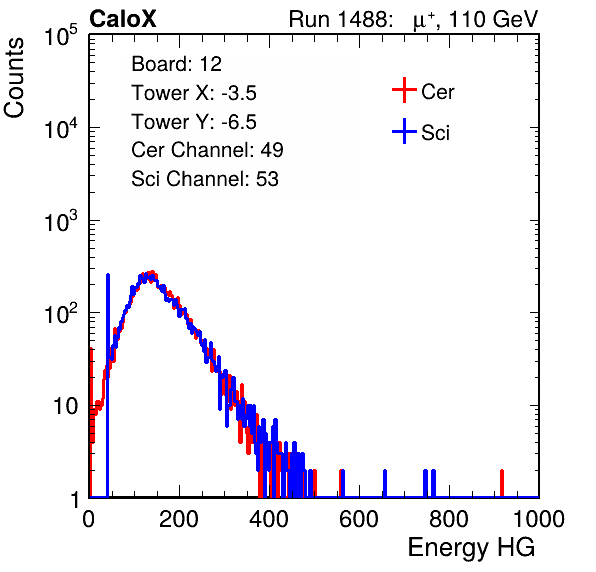 CaloX Run 1488: μ⁺, 110 GeV
Counts
10⁵
10⁴
10³
10²
10
1
Board: 12
Tower X: -3.5
Tower Y: -6.5
Cer Channel: 49
Sci Channel: 53
Cer
Sci
0 200 400 600 800 1000
Energy HG